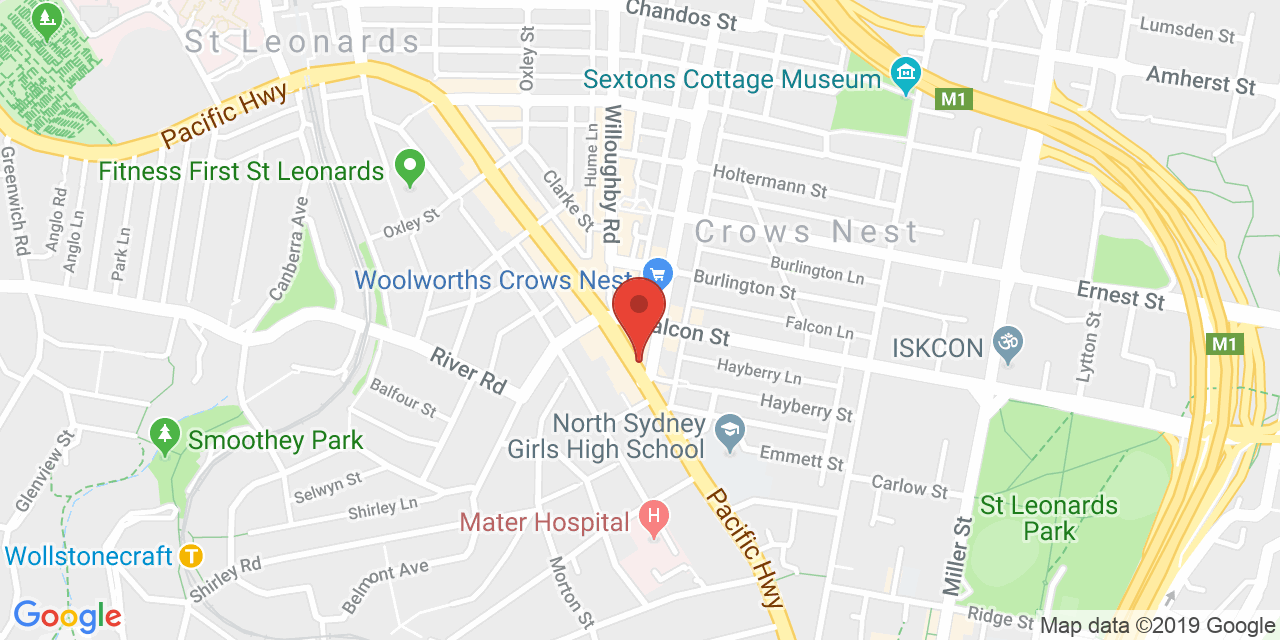 Chandos St
Lumsden St
St Leonards
Oxley St
Amherst St
Sextons Cottage Museum
M1
Pacific Hwy
Willoughby Rd
Hume Ln
Fitness First St Leonards
Greenwich Rd
Anglo Rd
Anglo Ln
Park Ln
Canberra Ave
Oxley St
Clarke St
Holtermann St
Crows Nest
Woolworths Crows Nest
Burlington Ln
Burlington St
Ernest St
Falcon Ln
alcon St
ISKCON
Lytton St
M1
River Rd
Balfour St
Hayberry Ln
Hayberry St
North Sydney
Girls High School
Smoothey Park
Glenview St
Emmett St
Selwyn St
Carlow St
Shirley Ln
Mater Hospital
H
Pacific Hwy
St Leonards
Park
Miller St
Wollstonecraft
T
Shirley Rd
Belmont Ave
Morton St
Ridge St
Google
Map data ©2019 Google